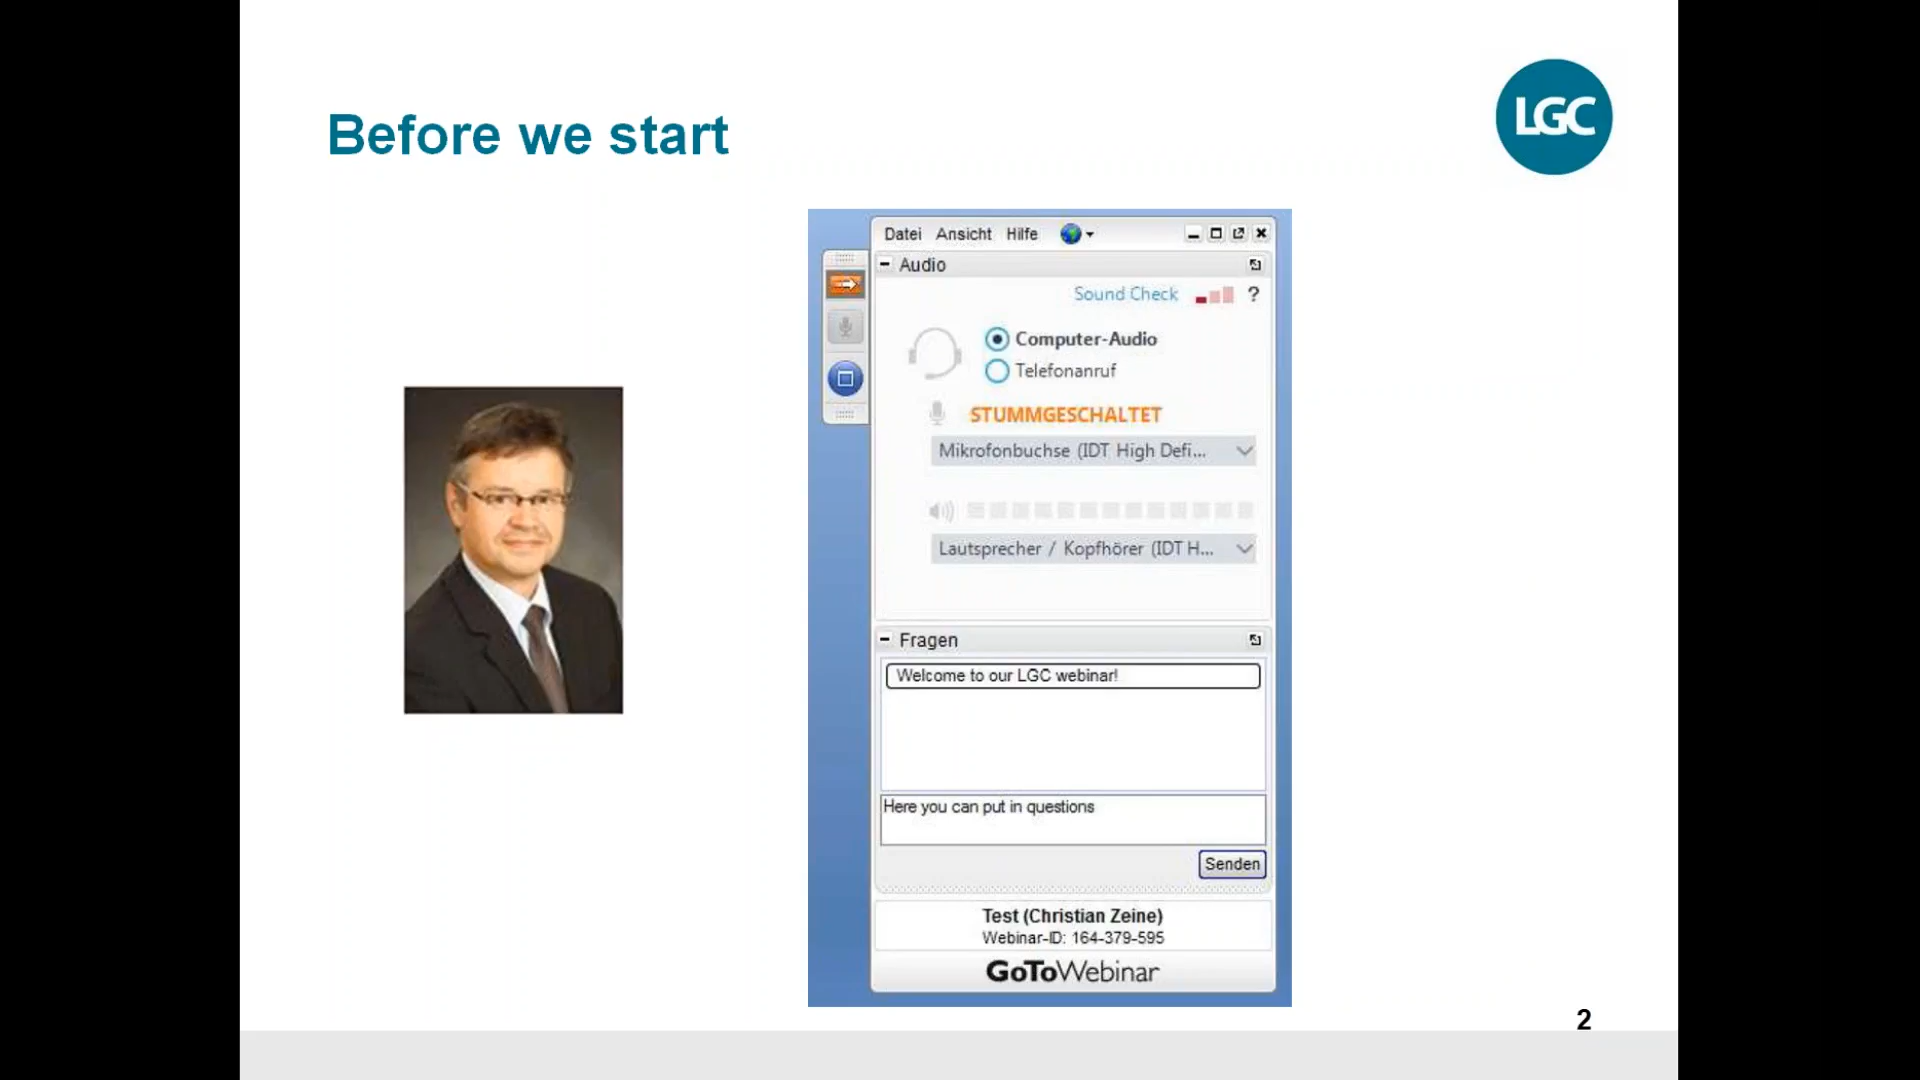 Before we start
LGC
Datei Ansicht Hilfe
Audio
Sound Check ?
Computer-Audio
Telefonanruf
STUMMGESCHALTET
Mikrofonbuchse (IDT High Defi...
Lautsprecher / Kopfhörer (IDT H...
Fragen
Welcome to our LGC webinar!
Here you can put in questions
Senden
Test (Christian Zeine)
Webinar-ID: 164-379-595
GoToWebinar
2